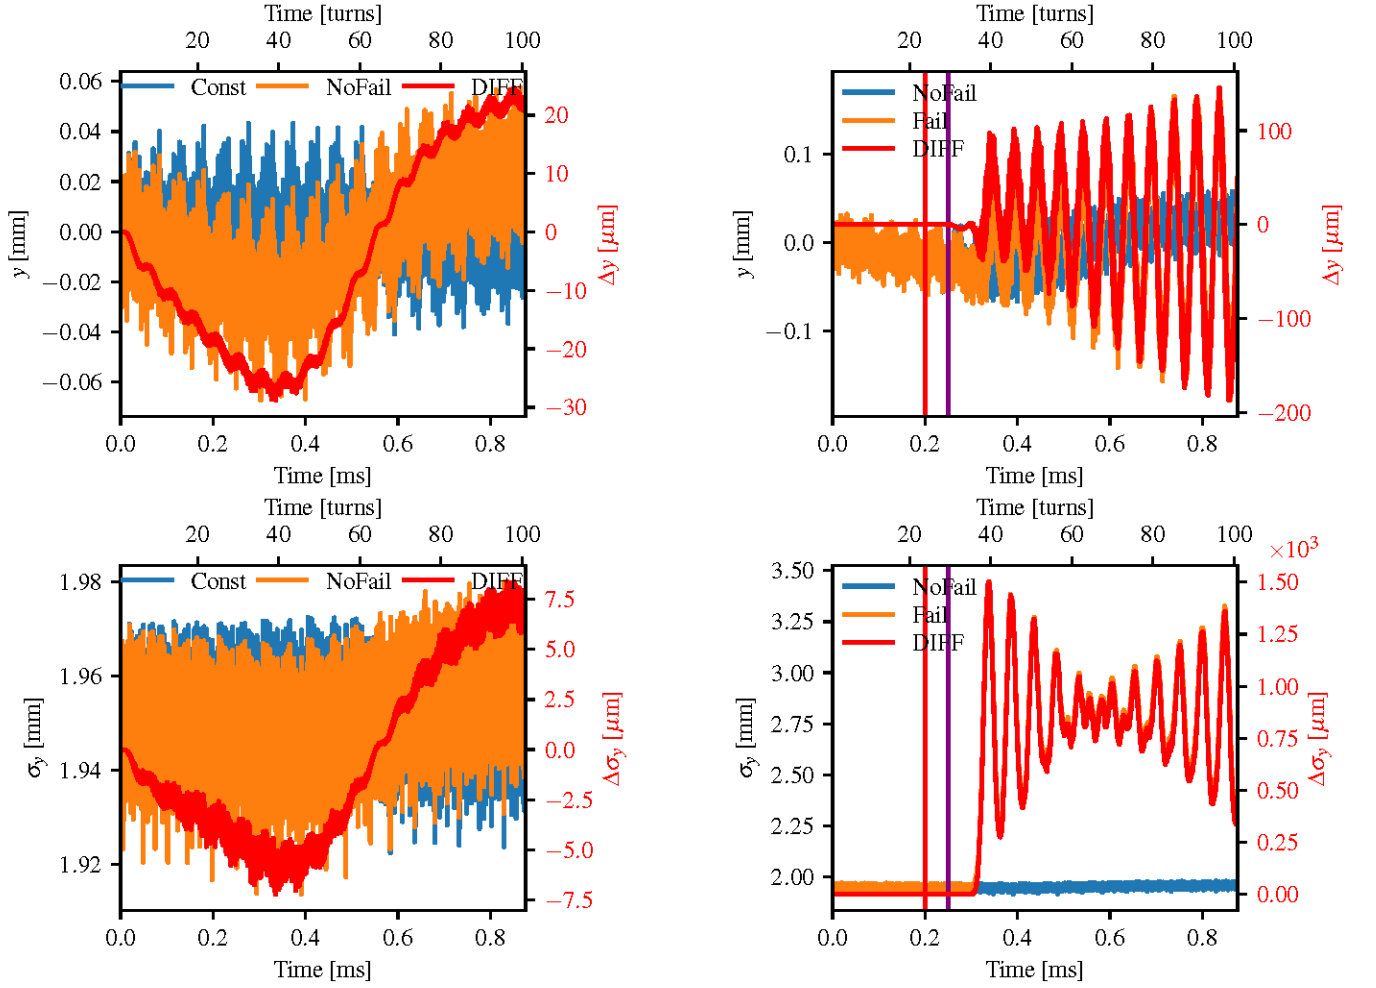 Time [turns]
20 40 60 80 100
Const NoFail DIFF
0.06
0.04
0.02
0.00
−0.02
−0.04
−0.06
y [mm]
20
10
0
−10
−20
−30
Δy [μm]
0.0 0.2 0.4 0.6 0.8
Time [ms]
Time [turns]
20 40 60 80 100
NoFail
Fail
DIFF
0.1
0.0
−0.1
y [mm]
100
0
−100
−200
Δy [μm]
0.0 0.2 0.4 0.6 0.8
Time [ms]
Time [turns]
20 40 60 80 100
Const NoFail DIFF
1.98
1.96
1.94
1.92
σy [mm]
7.5
5.0
2.5
0.0
−2.5
−5.0
−7.5
Δσy [μm]
0.0 0.2 0.4 0.6 0.8
Time [ms]
Time [turns]
20 40 60 80 100
×10³
NoFail
Fail
DIFF
3.50
3.25
3.00
2.75
2.50
2.25
2.00
σy [mm]
1.50
1.25
1.00
0.75
0.50
0.25
0.00
Δσy [μm]
0.0 0.2 0.4 0.6 0.8
Time [ms]